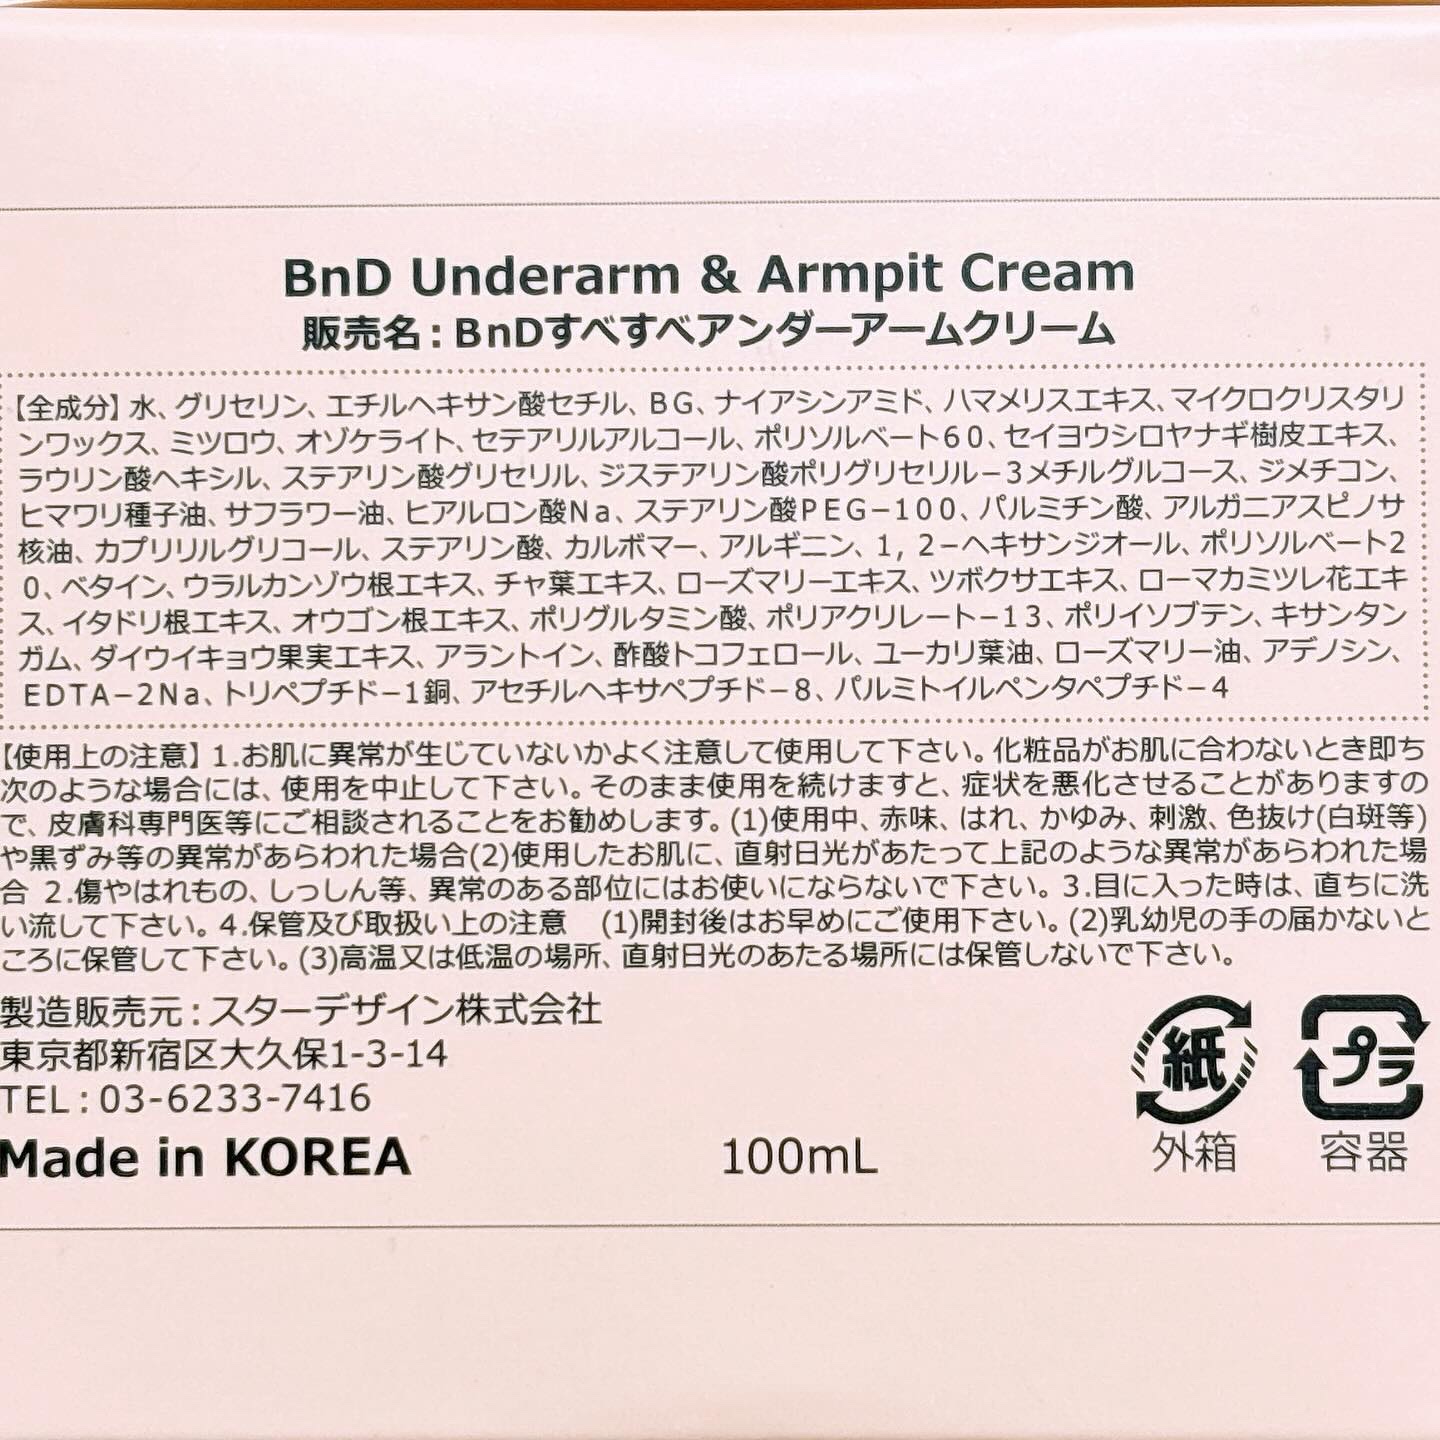 BnD Underarm & Armpit Cream
販売名：BnDすべすべアンダーアームクリーム
【全成分】水、グリセリン、エチルヘキサン酸セチル、BG、ナイアシンアミド、ハマメリスエキス、マイクロクリスタリ
ンワックス、ミツロウ、オゾケライト、セテアリルアルコール、ポリソルベート60、セイヨウシロヤナギ樹皮エキス、
ラウリン酸ヘキシル、ステアリン酸グリセリル、ジステアリン酸ポリグリセリル－3メチルグルコース、ジメチコン、
ヒマワリ種子油、サフラワー油、ヒアルロン酸Na、ステアリン酸PEG－100、パルミチン酸、アルガニアスピノサ
核油、カプリリルグリコール、ステアリン酸、カルボマー、アルギニン、1，2－ヘキサンジオール、ポリソルベート2
0、ベタイン、ウラルカンゾウ根エキス、チャ葉エキス、ローズマリーエキス、ツボクサエキス、ローマカミツレ花エキ
ス、イタドリ根エキス、オウゴン根エキス、ポリグルタミン酸、ポリアクリレート－13、ポリイソブテン、キサンタン
ガム、ダイウイキョウ果実エキス、アラントイン、酢酸トコフェロール、ユーカリ葉油、ローズマリー油、アデノシン、
EDTA－2Na、トリペプチド－1銅、アセチルヘキサペプチド－8、パルミトイルペンタペプチド－4
【使用上の注意】1.お肌に異常が生じていないかよく注意して使用して下さい。化粧品がお肌に合わないとき即ち
次のような場合には、使用を中止して下さい。そのまま使用を続けますと、症状を悪化させることがありますの
で、皮膚科専門医等にご相談されることをお勧めします。(1)使用中、赤味、はれ、かゆみ、刺激、色抜け(白斑等)
や黒ずみ等の異常があらわれた場合(2)使用したお肌に、直射日光があたって上記のような異常があらわれた場
合 2.傷やはれもの、しっしん等、異常のある部位にはお使いにならないで下さい。3.目に入った時は、直ちに洗
い流して下さい。4.保管及び取扱い上の注意　(1)開封後はお早めにご使用下さい。(2)乳幼児の手の届かないと
ころに保管して下さい。(3)高温又は低温の場所、直射日光のあたる場所には保管しないで下さい。
製造販売元：スターデザイン株式会社
東京都新宿区大久保1-3-14
TEL：03-6233-7416
Made in KOREA
100mL
紙
外箱
プラ
容器